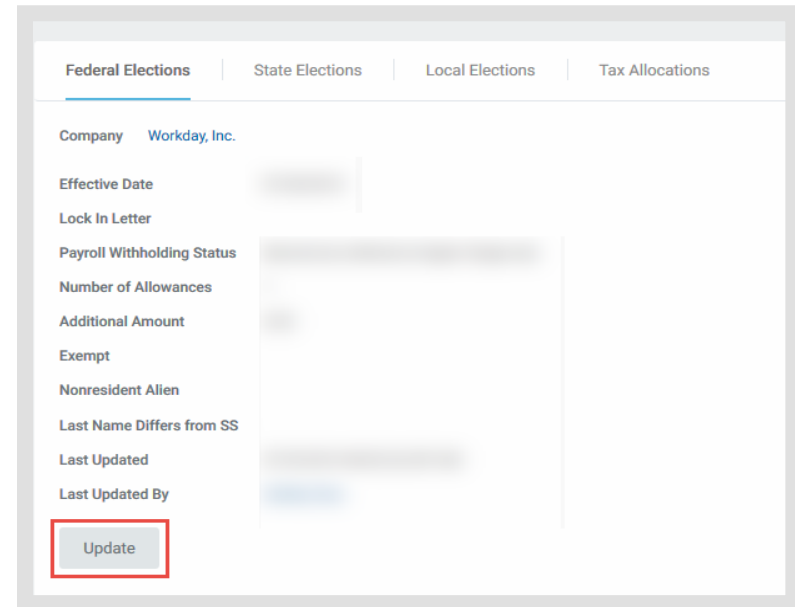 Federal Elections State Elections Local Elections Tax Allocations
Company Workday, Inc.
Effective Date
Lock In Letter
Payroll Withholding Status
Number of Allowances
Additional Amount
Exempt
Nonresident Alien
Last Name Differs from SS
Last Updated
Last Updated By
Update